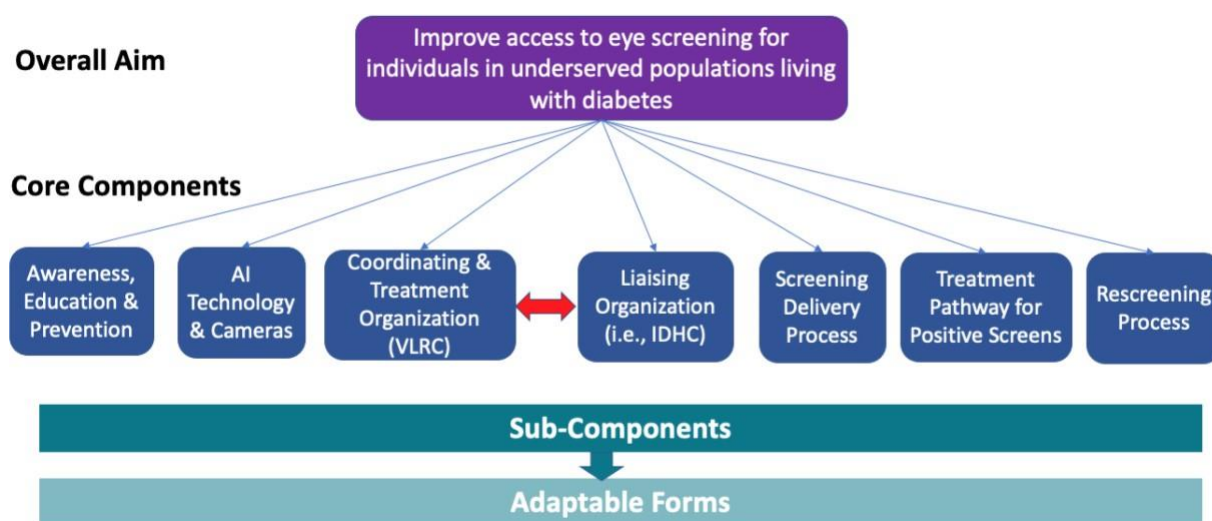 Overall Aim
Improve access to eye screening for
individuals in underserved populations living
with diabetes
Core Components
Awareness,
Education &
Prevention
AI
Technology
& Cameras
Coordinating &
Treatment
Organization
(VLRC)
Liaising
Organization
(i.e., IDHC)
Screening
Delivery
Process
Treatment
Pathway for
Positive Screens
Rescreening
Process
Sub-Components
Adaptable Forms